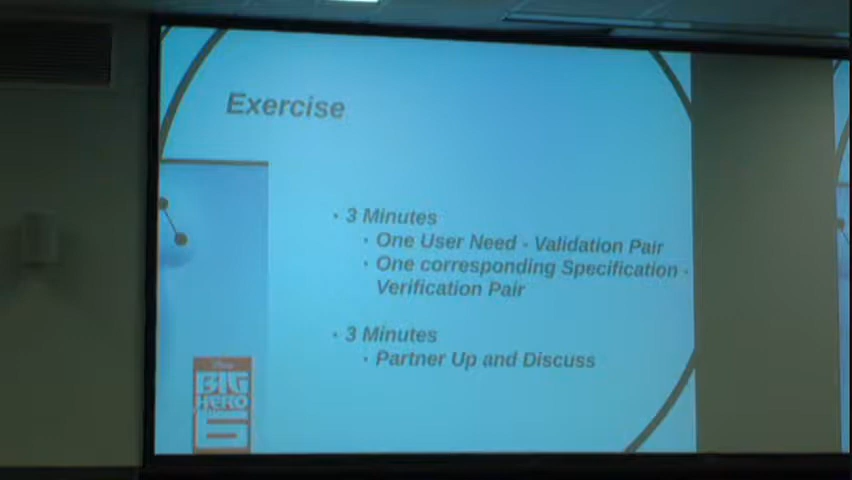 Exercise
· 3 Minutes
· One User Need - Validation Pair
· One corresponding Specification -
Verification Pair
· 3 Minutes
· Partner Up and Discuss
BIG
HERO
6